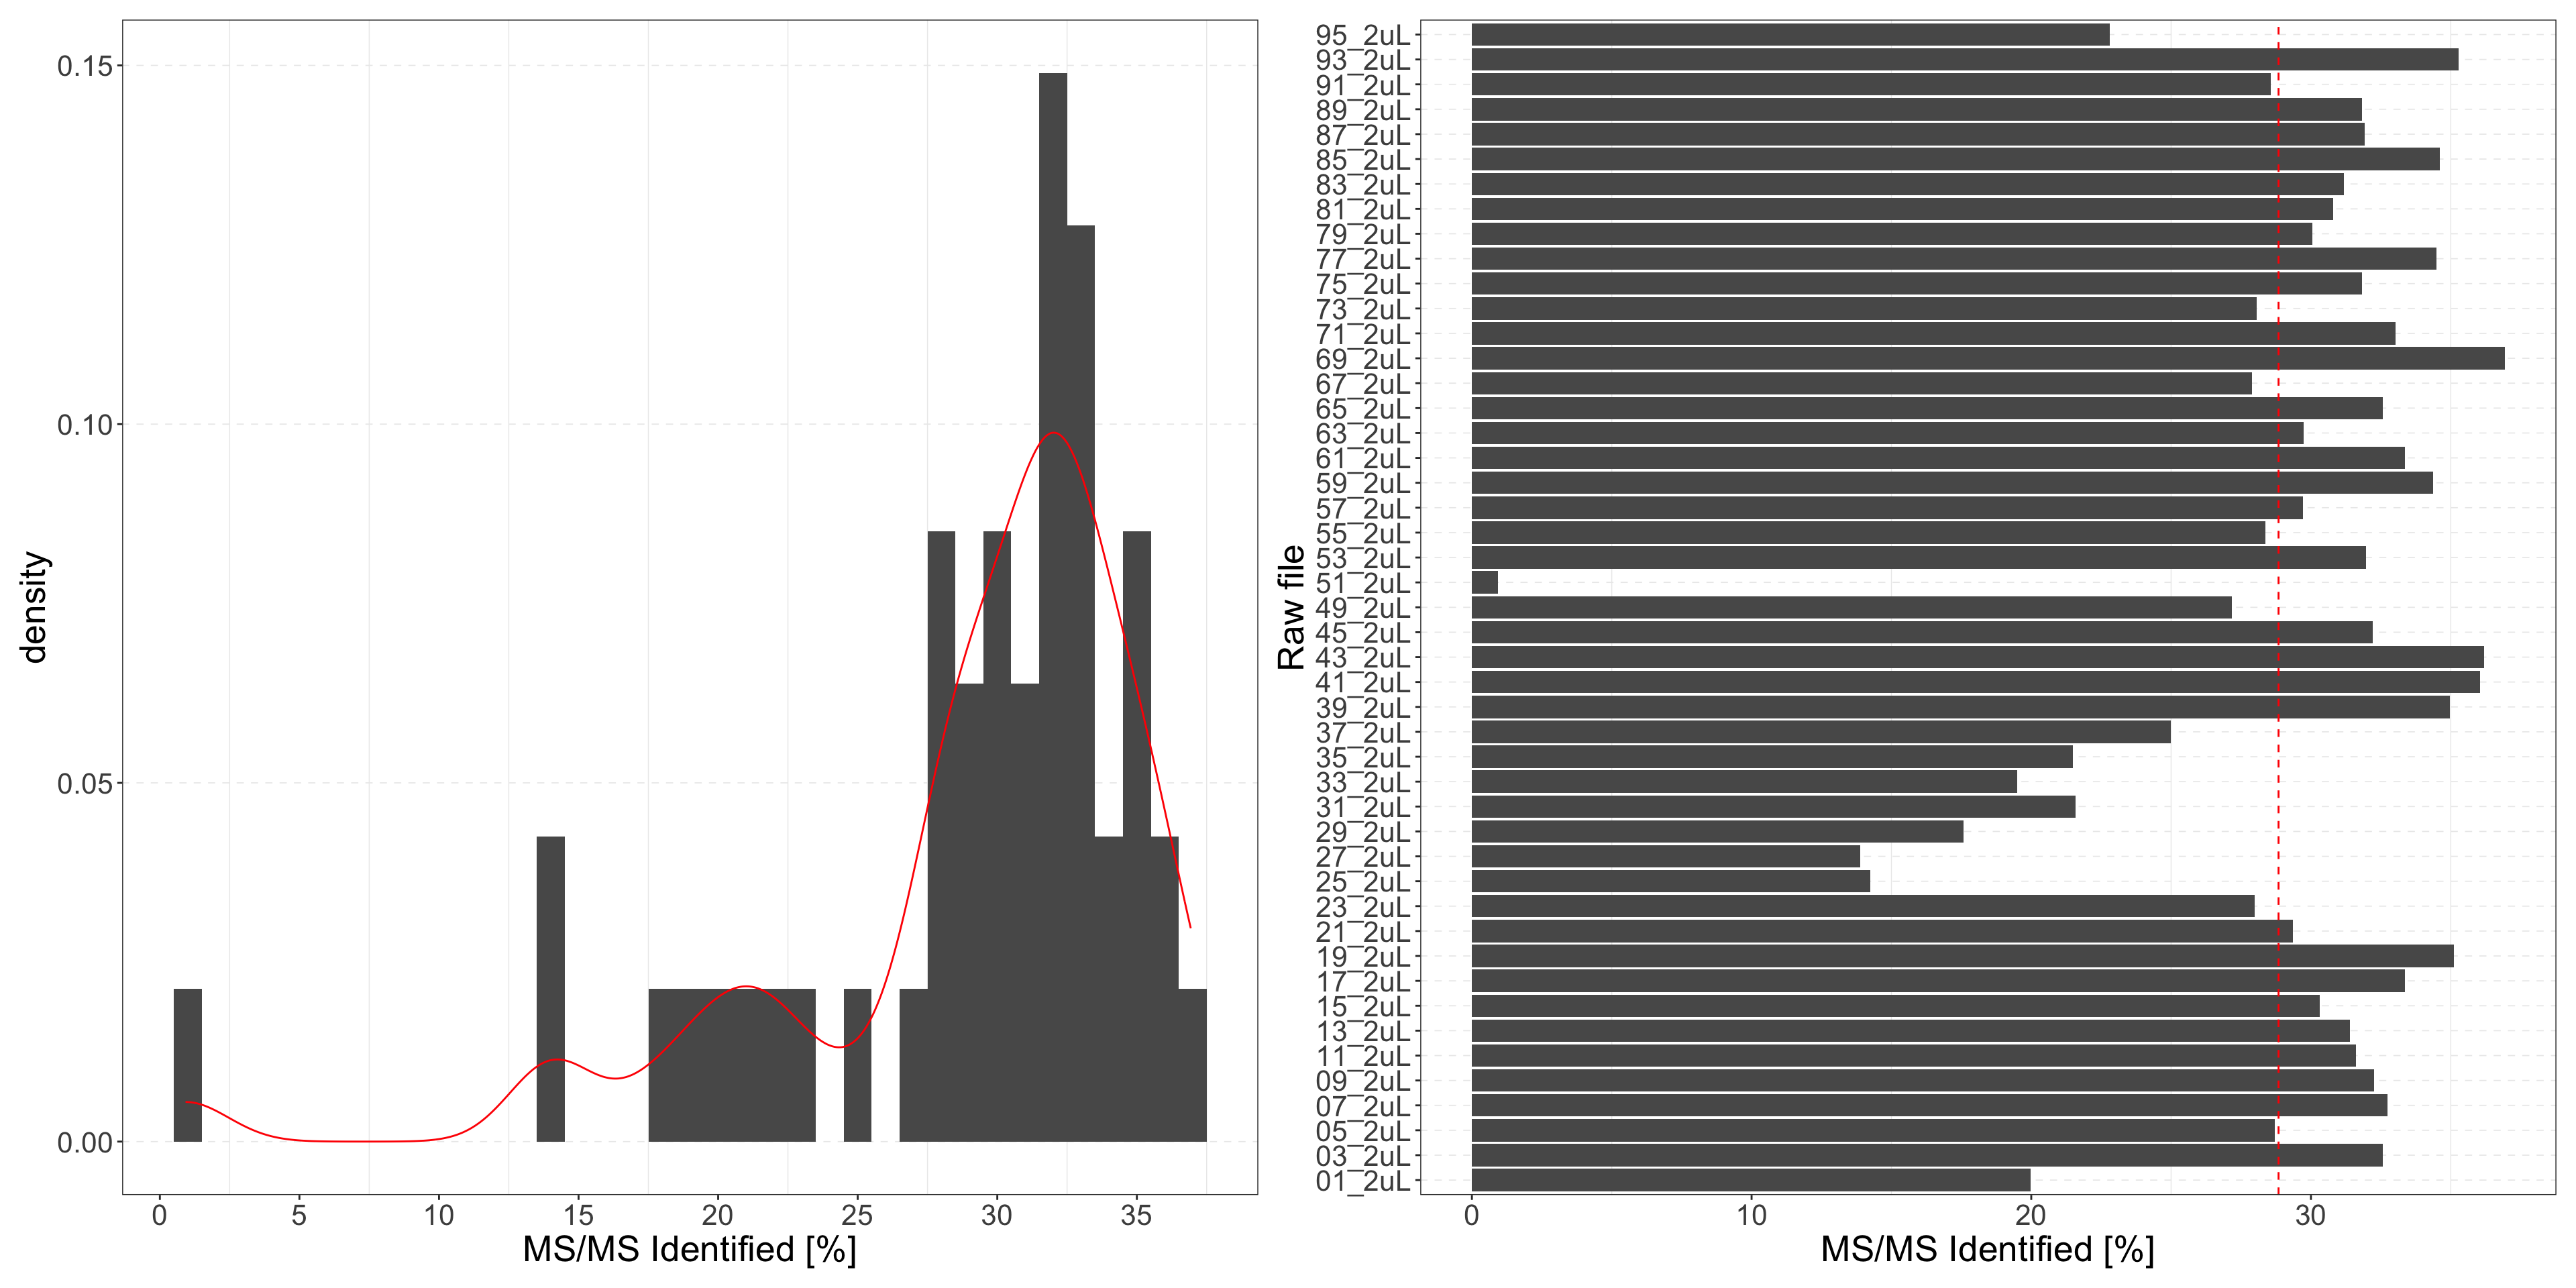 density
0.15
0.10
0.05
0.00
0 5 10 15 20 25 30 35
MS/MS Identified [%]
Raw file
95_2uL
93_2uL
91_2uL
89_2uL
87_2uL
85_2uL
83_2uL
81_2uL
79_2uL
77_2uL
75_2uL
73_2uL
71_2uL
69_2uL
67_2uL
65_2uL
63_2uL
61_2uL
59_2uL
57_2uL
55_2uL
53_2uL
51_2uL
49_2uL
45_2uL
43_2uL
41_2uL
39_2uL
37_2uL
35_2uL
33_2uL
31_2uL
29_2uL
27_2uL
25_2uL
23_2uL
21_2uL
19_2uL
17_2uL
15_2uL
13_2uL
11_2uL
09_2uL
07_2uL
05_2uL
03_2uL
01_2uL
0 10 20 30
MS/MS Identified [%]